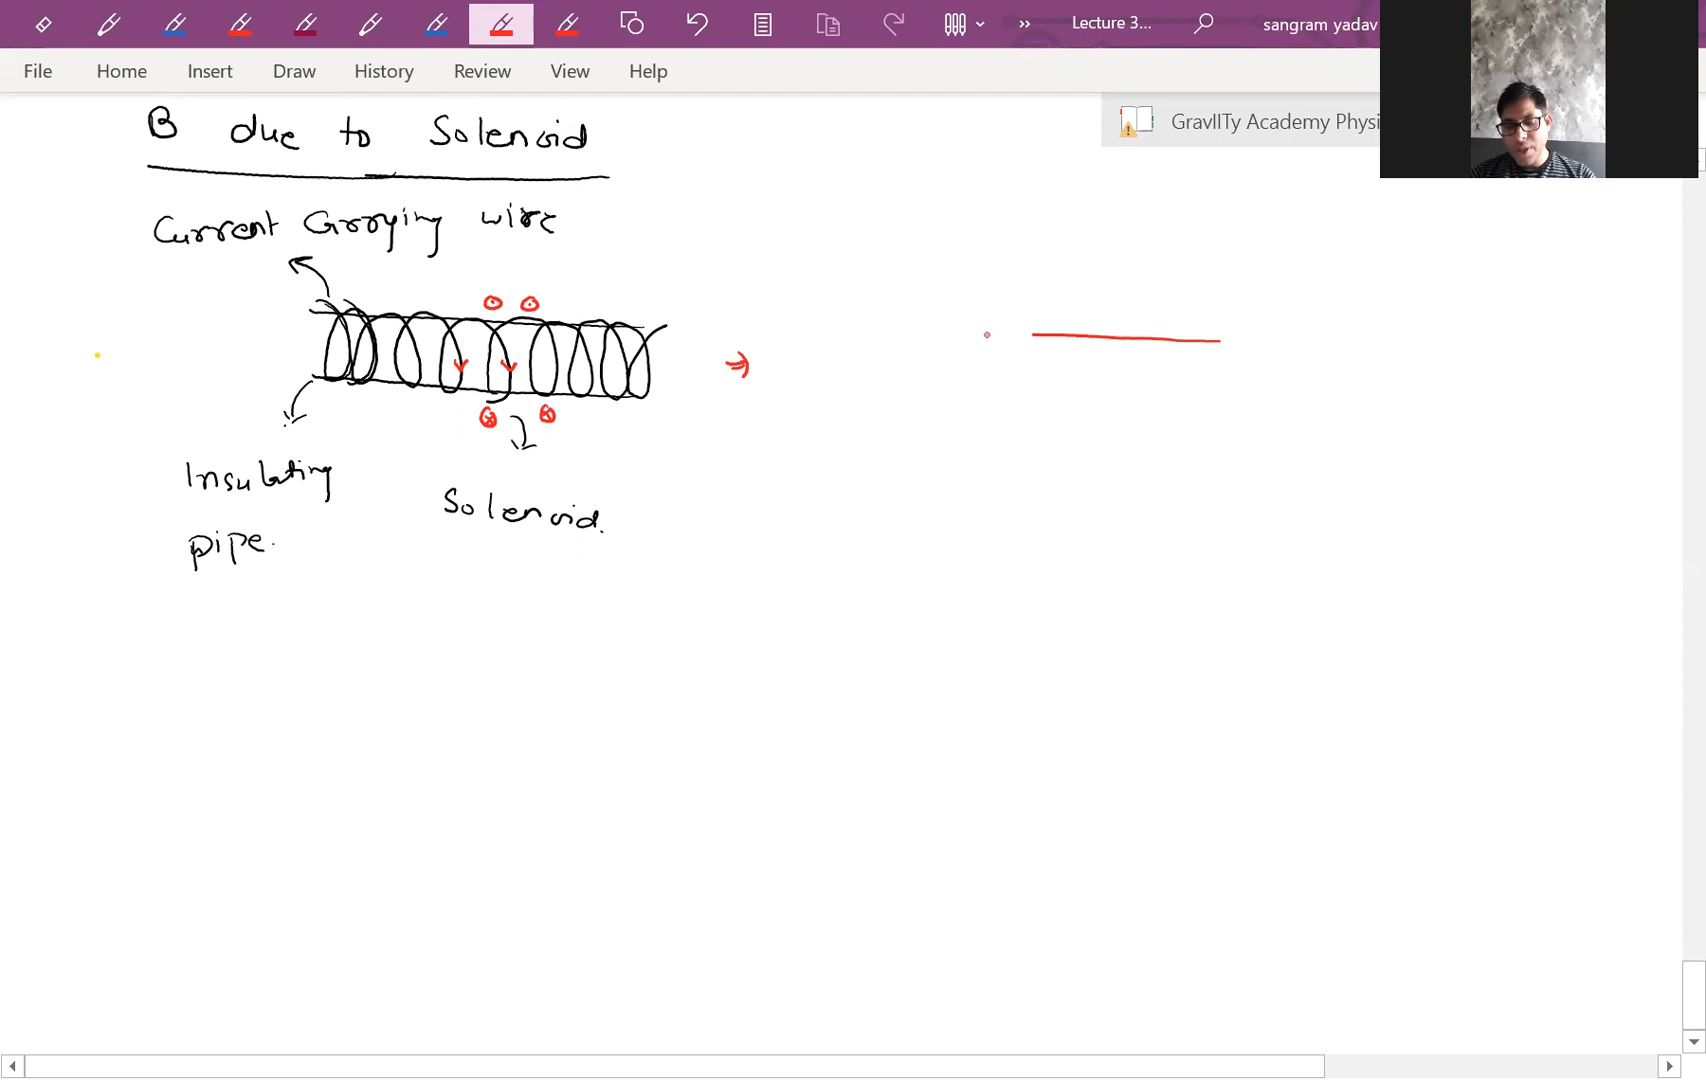 Lecture 3...
sangram yadav
File Home Insert Draw History Review View Help
GravIITy Academy Physi
B due to Solenoid
Current Carrying wire
Insulating
pipe.
Solenoid.